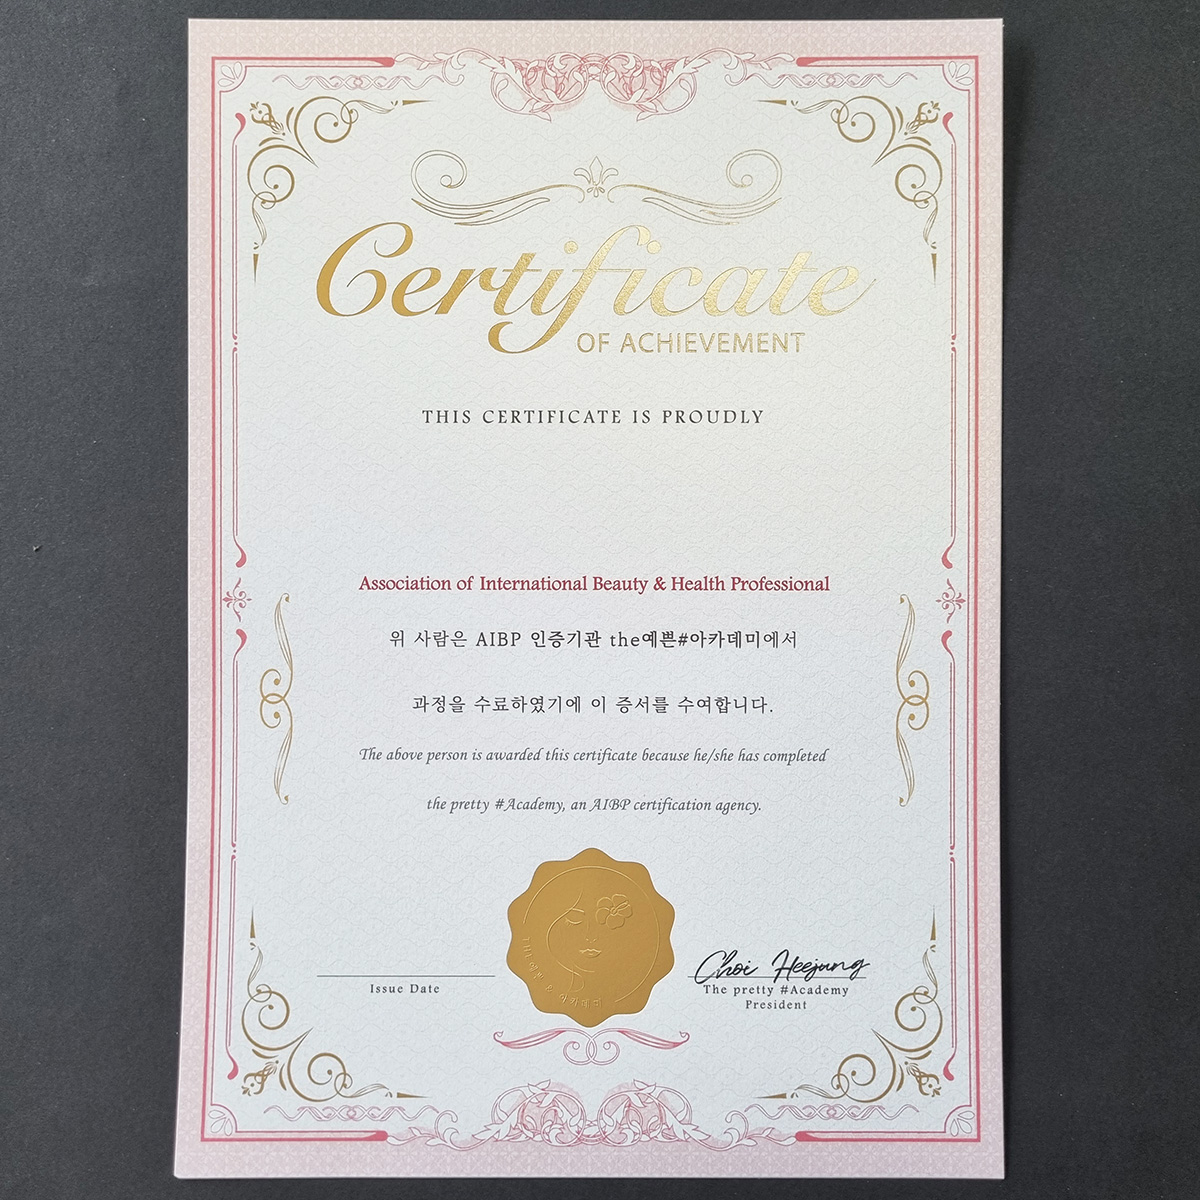 Certificate
OF ACHIEVEMENT
THIS CERTIFICATE IS PROUDLY
Association of International Beauty & Health Professional
위 사람은 AIBP 인증기관 the예쁜#아카데미에서
과정을 수료하였기에 이 증서를 수여합니다.
The above person is awarded this certificate because he/she has completed
the pretty #Academy, an AIBP certification agency.
Issue Date
Choi Heejung
The pretty #Academy
President